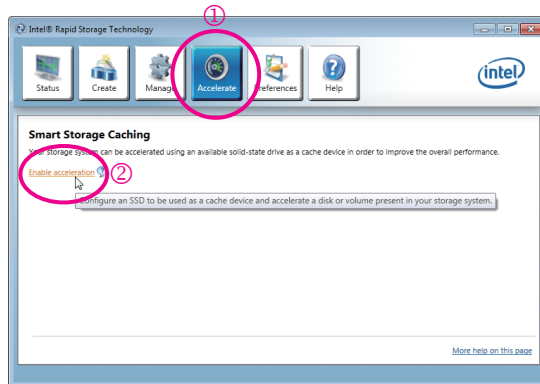 ①
Intel® Rapid Storage Technology
Status Create Manage Accelerate Preferences Help
intel
Smart Storage Caching
Your storage system can be accelerated using an available solid-state drive as a cache device in order to improve the overall performance.
Enable acceleration ? ②
Configure an SSD to be used as a cache device and accelerate a disk or volume present in your storage system.
More help on this page